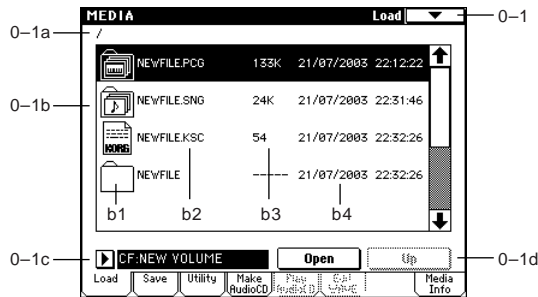 MEDIA Load 0–1
0–1a /
NEWFILE.PCG 133K 21/07/2003 22:12:22
0–1b NEWFILE.SNG 24K 21/07/2003 22:31:46
KORG NEWFILE.KSC 54 21/07/2003 22:32:26
NEWFILE ----- 21/07/2003 22:32:26
b1 b2 b3 b4
0–1c CF:NEW VOLUME Open Up 0–1d
Load Save Utility Make AudioCD Play AudioCD Media Info